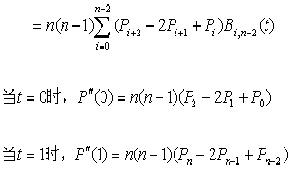 = n(n−1)∑_{i=0}^{n−2}(P_{i+2} − 2P_{i+1} + P_i)B_{i,n−2}(t)
当t = 0时，P″(0) = n(n−1)(P_2 − 2P_1 + P_0)
当t = 1时，P″(1) = n(n−1)(P_n − 2P_{n−1} + P_{n−2})